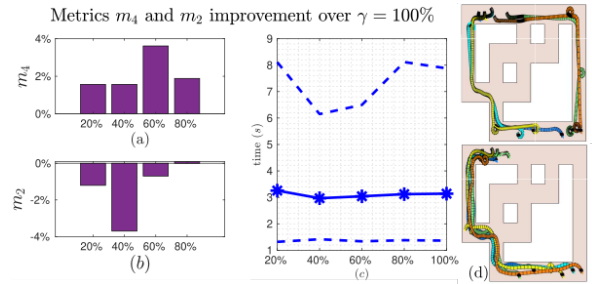 Metrics m₄ and m₂ improvement over γ = 100%
4%
2%
0%
m₄
20% 40% 60% 80%
(a)
0%
-2%
-4%
m₂
20% 40% 60% 80%
(b)
9
8
7
6
5
4
3
2
1
time (s)
20% 40% 60% 80% 100%
(c)
(d)